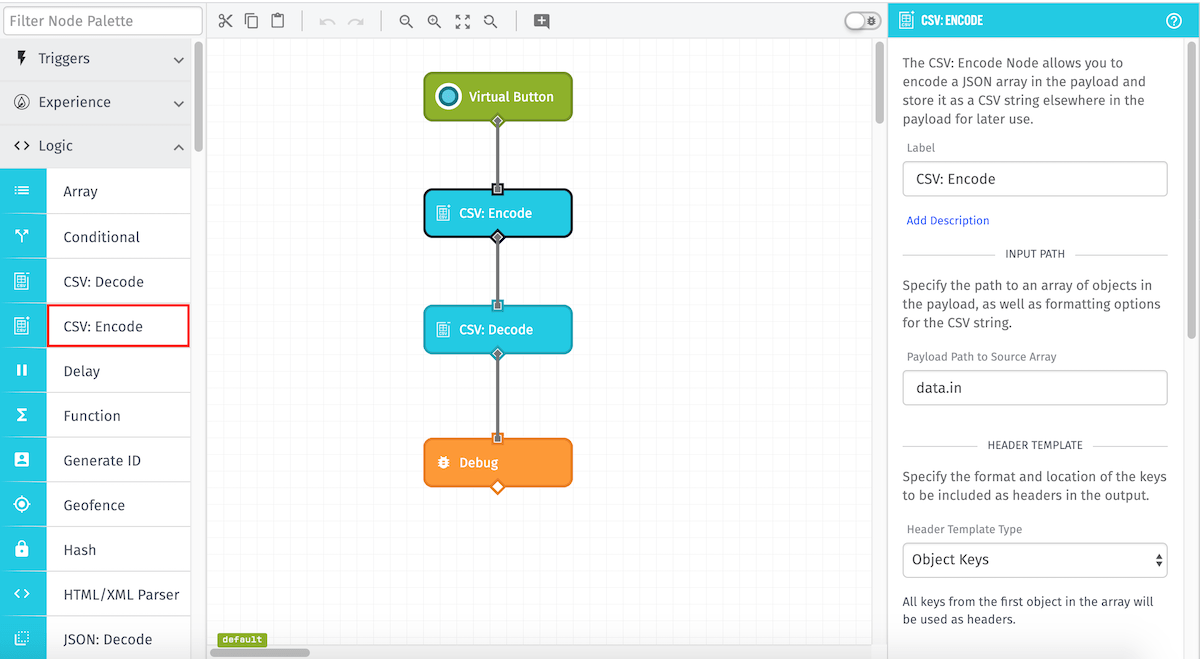 Filter Node Palette
Triggers
Experience
Logic
Array
Conditional
CSV: Decode
CSV: Encode
Delay
Function
Generate ID
Geofence
Hash
HTML/XML Parser
JSON: Decode
Virtual Button
CSV: Encode
CSV: Decode
Debug
default
CSV: ENCODE
The CSV: Encode Node allows you to
encode a JSON array in the payload and
store it as a CSV string elsewhere in the
payload for later use.
Label
CSV: Encode
Add Description
INPUT PATH
Specify the path to an array of objects in
the payload, as well as formatting options
for the CSV string.
Payload Path to Source Array
data.in
HEADER TEMPLATE
Specify the format and location of the keys
to be included as headers in the output.
Header Template Type
Object Keys
All keys from the first object in the array will
be used as headers.